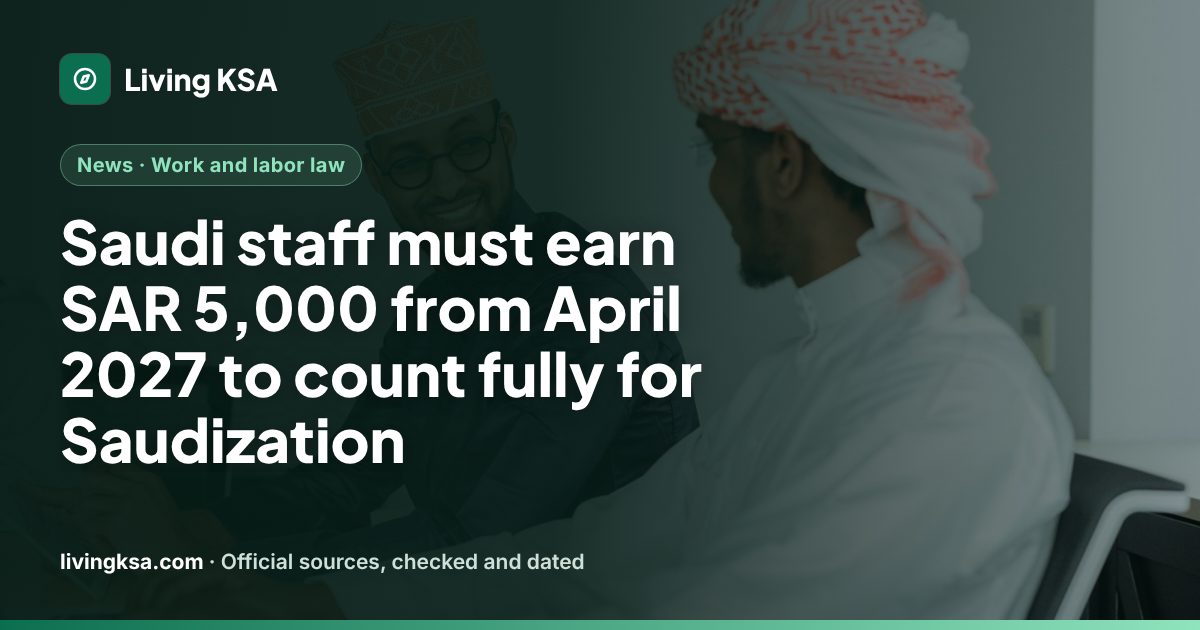 Living KSA
News · Work and labor law
Saudi staff must earn
SAR 5,000 from April
2027 to count fully for
Saudization
livingksa.com · Official sources, checked and dated